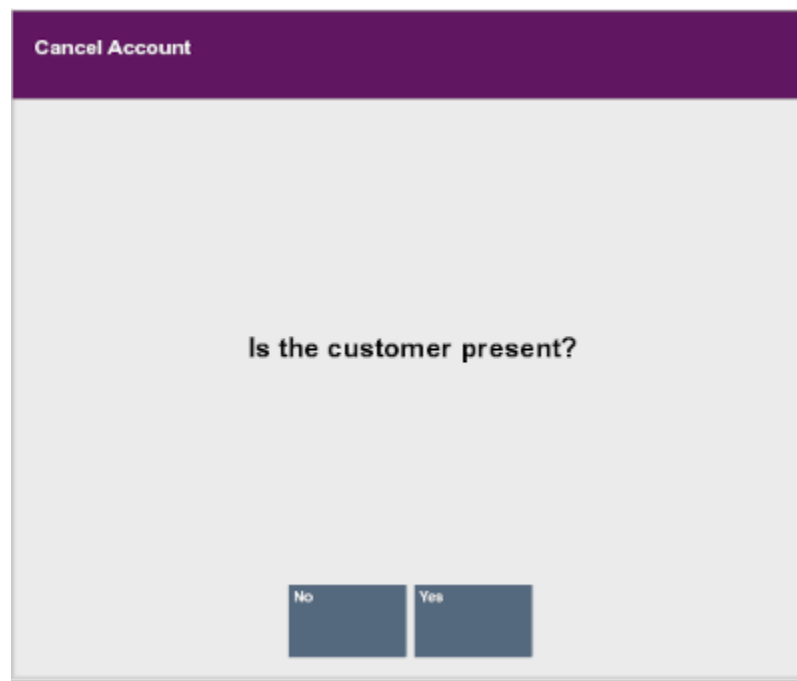 Cancel Account
Is the customer present?
No
Yes